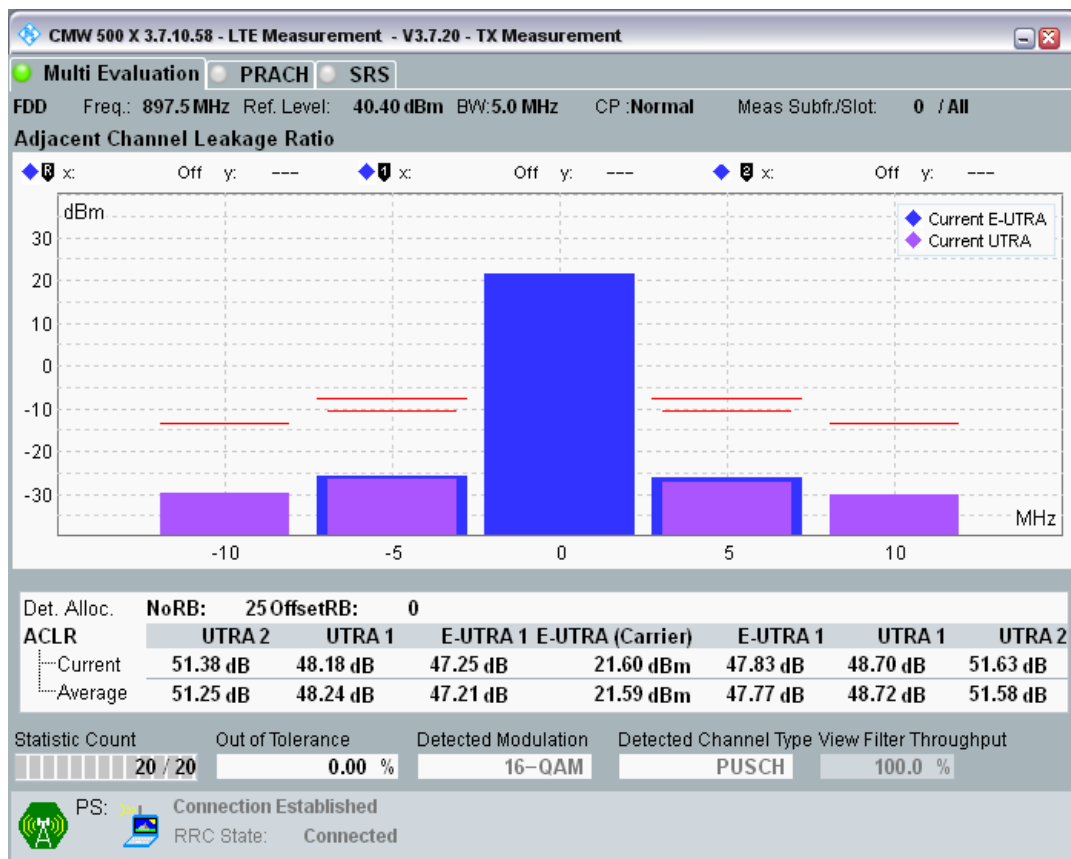 CMW 500 X 3.7.10.58 - LTE Measurement - V3.7.20 - TX Measurement
Multi Evaluation PRACH SRS
FDD Freq.: 897.5 MHz Ref. Level: 40.40 dBm BW:5.0 MHz CP :Normal Meas Subfr./Slot: 0 / All
Adjacent Channel Leakage Ratio
R x: Off y: --- 1 x: Off y: --- 2 x: Off y: ---
dBm
Current E-UTRA
Current UTRA
30
20
10
0
-10
-20
-30
MHz
-10 -5 0 5 10
Det. Alloc. NoRB: 25 OffsetRB: 0
ACLR UTRA 2 UTRA 1 E-UTRA 1 E-UTRA (Carrier) E-UTRA 1 UTRA 1 UTRA 2
Current 51.38 dB 48.18 dB 47.25 dB 21.60 dBm 47.83 dB 48.70 dB 51.63 dB
Average 51.25 dB 48.24 dB 47.21 dB 21.59 dBm 47.77 dB 48.72 dB 51.58 dB
Statistic Count Out of Tolerance Detected Modulation Detected Channel Type View Filter Throughput
20 / 20 0.00 % 16-QAM PUSCH 100.0 %
PS: Connection Established
RRC State: Connected